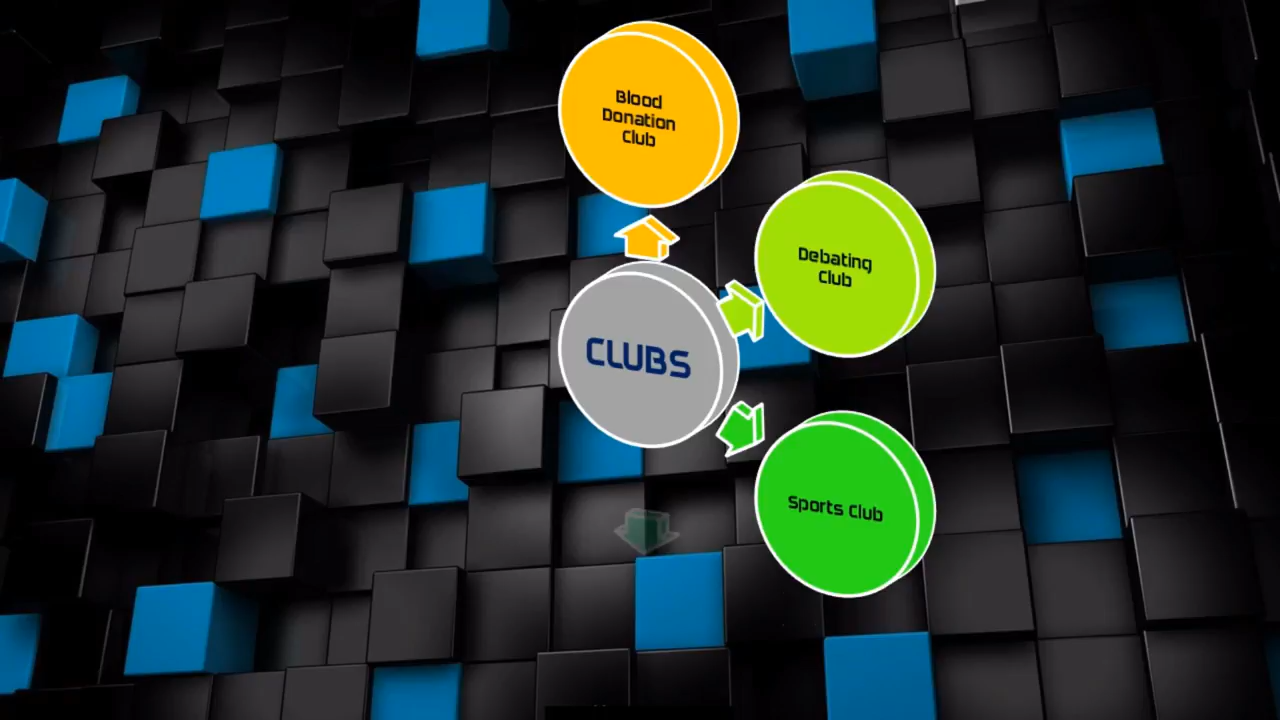 Blood
Donation
Club
Debating
Club
CLUBS
Sports Club